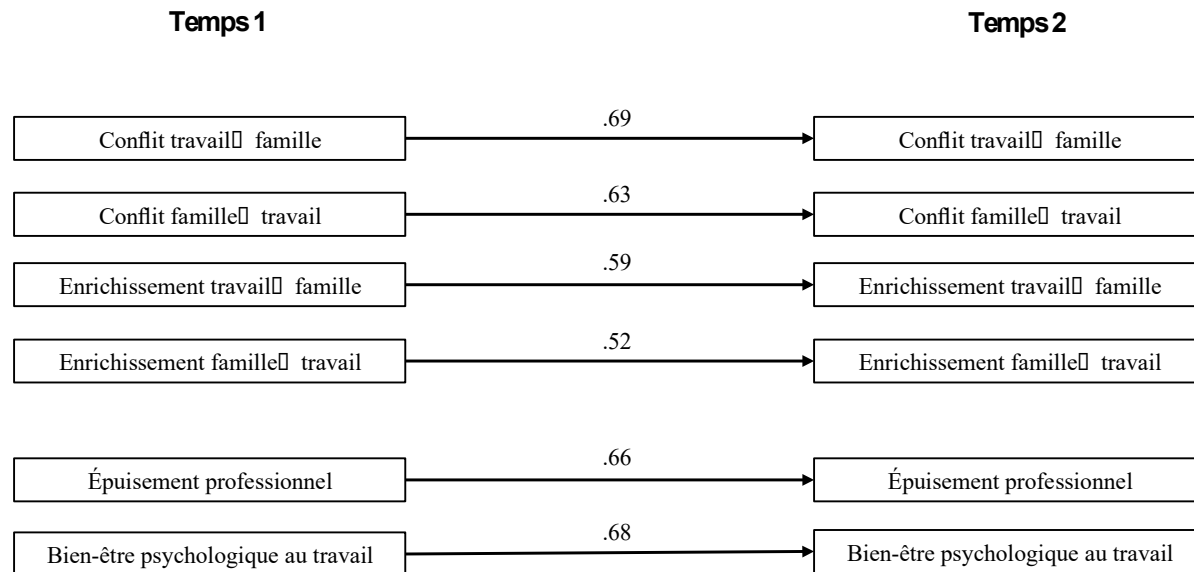 Temps 1 Temps 2
Conflit travail▯ famille .69 Conflit travail▯ famille
Conflit famille▯ travail .63 Conflit famille▯ travail
Enrichissement travail▯ famille .59 Enrichissement travail▯ famille
Enrichissement famille▯ travail .52 Enrichissement famille▯ travail
Épuisement professionnel .66 Épuisement professionnel
Bien-être psychologique au travail .68 Bien-être psychologique au travail